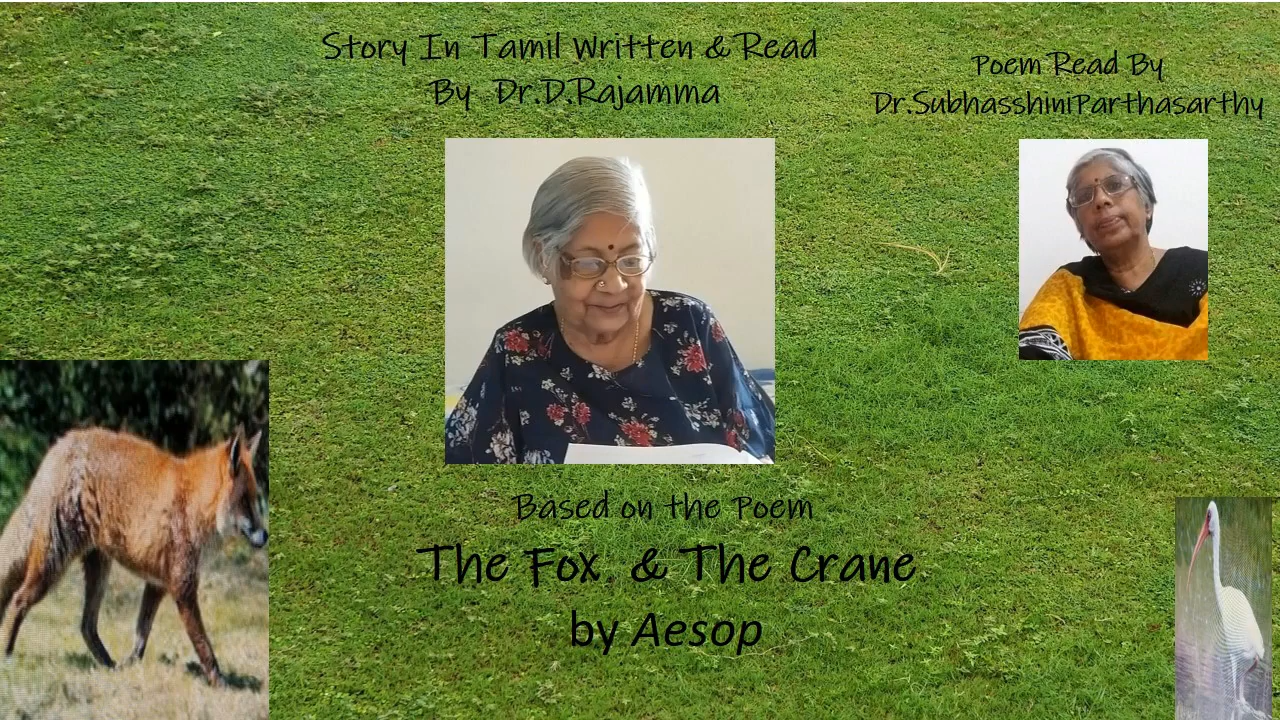 Story In Tamil Written & Read
By Dr.D.Rajamma
Poem Read By
Dr.SubhasshiniParthasarthy
Based on the Poem
The Fox & The Crane
by Aesop